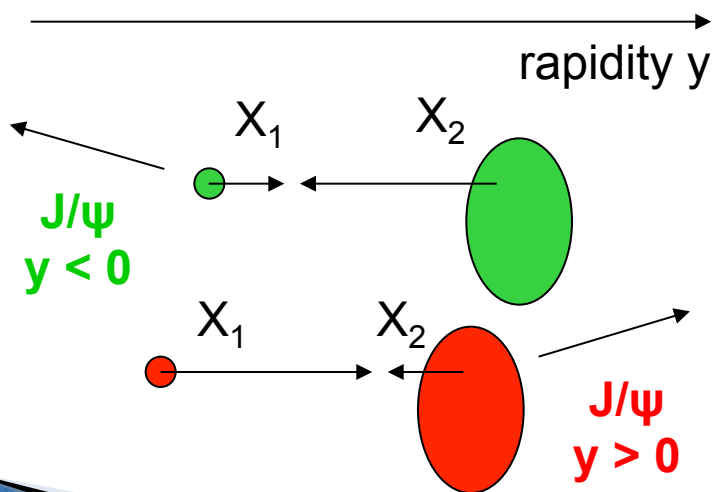 rapidity y
X₁ X₂
J/ψ
y < 0
X₁ X₂
J/ψ
y > 0